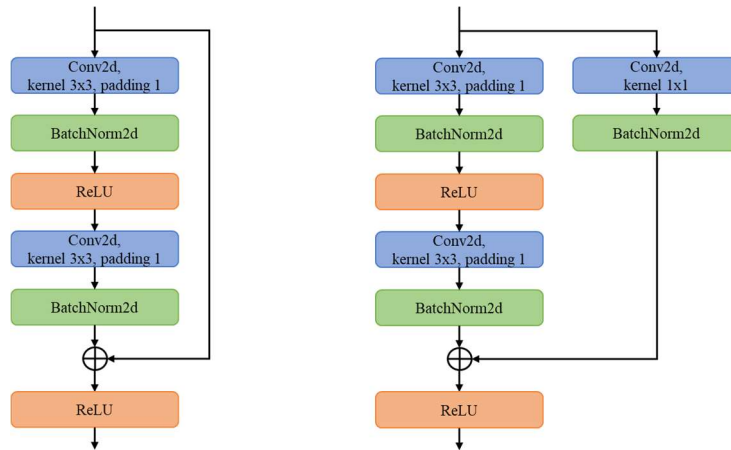 Conv2d,
kernel 3x3, padding 1
BatchNorm2d
ReLU
Conv2d,
kernel 3x3, padding 1
BatchNorm2d
ReLU
Conv2d,
kernel 3x3, padding 1
BatchNorm2d
ReLU
Conv2d,
kernel 3x3, padding 1
BatchNorm2d
ReLU
Conv2d,
kernel 1x1
BatchNorm2d